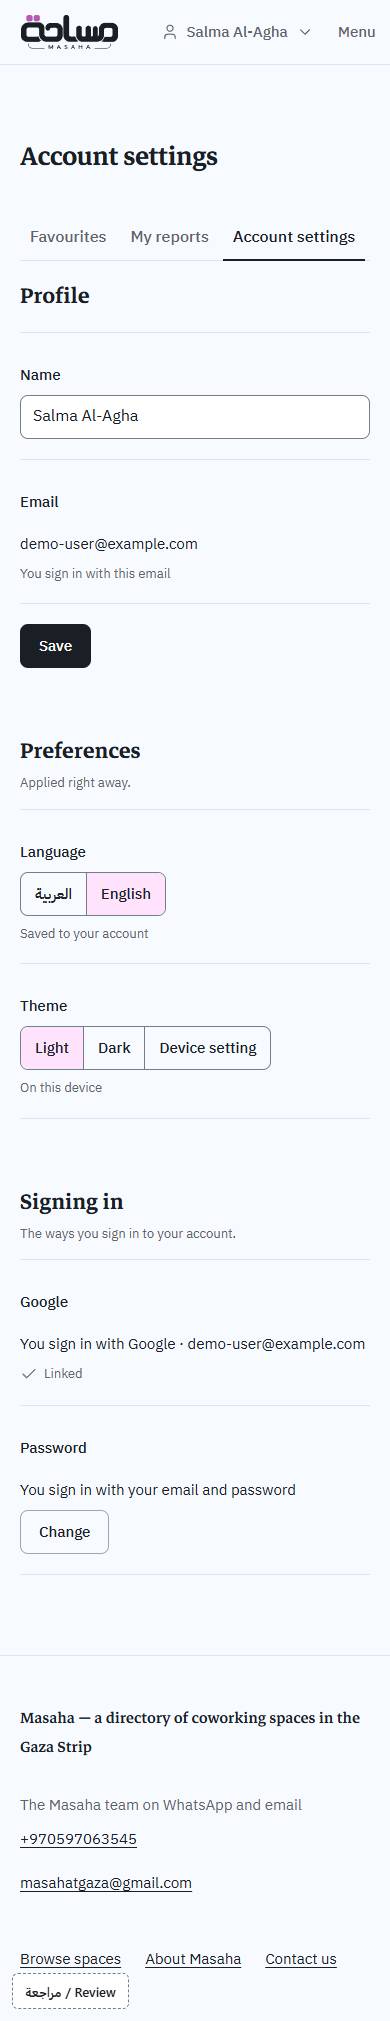 مساحة
MASAHA
Salma Al-Agha
Menu
Account settings
Favourites
My reports
Account settings
Profile
Name
Salma Al-Agha
Email
demo-user@example.com
You sign in with this email
Save
Preferences
Applied right away.
Language
العربية
English
Saved to your account
Theme
Light
Dark
Device setting
On this device
Signing in
The ways you sign in to your account.
Google
You sign in with Google · demo-user@example.com
Linked
Password
You sign in with your email and password
Change
Masaha — a directory of coworking spaces in the
Gaza Strip
The Masaha team on WhatsApp and email
+970597063545
masahatgaza@gmail.com
Browse spaces
About Masaha
Contact us
مراجعة / Review